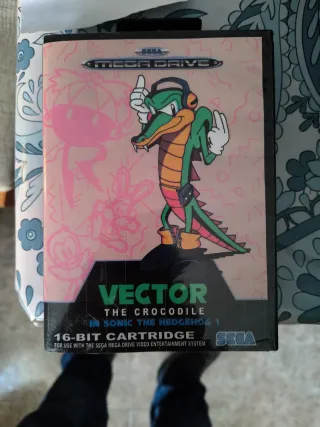 SEGA
MEGA DRIVE
VECTOR
THE CROCODILE
IN SONIC THE HEDGEHOG 1
16-BIT CARTRIDGE
FOR USE WITH THE SEGA MEGA DRIVE VIDEO ENTERTAINMENT SYSTEM
SEGA